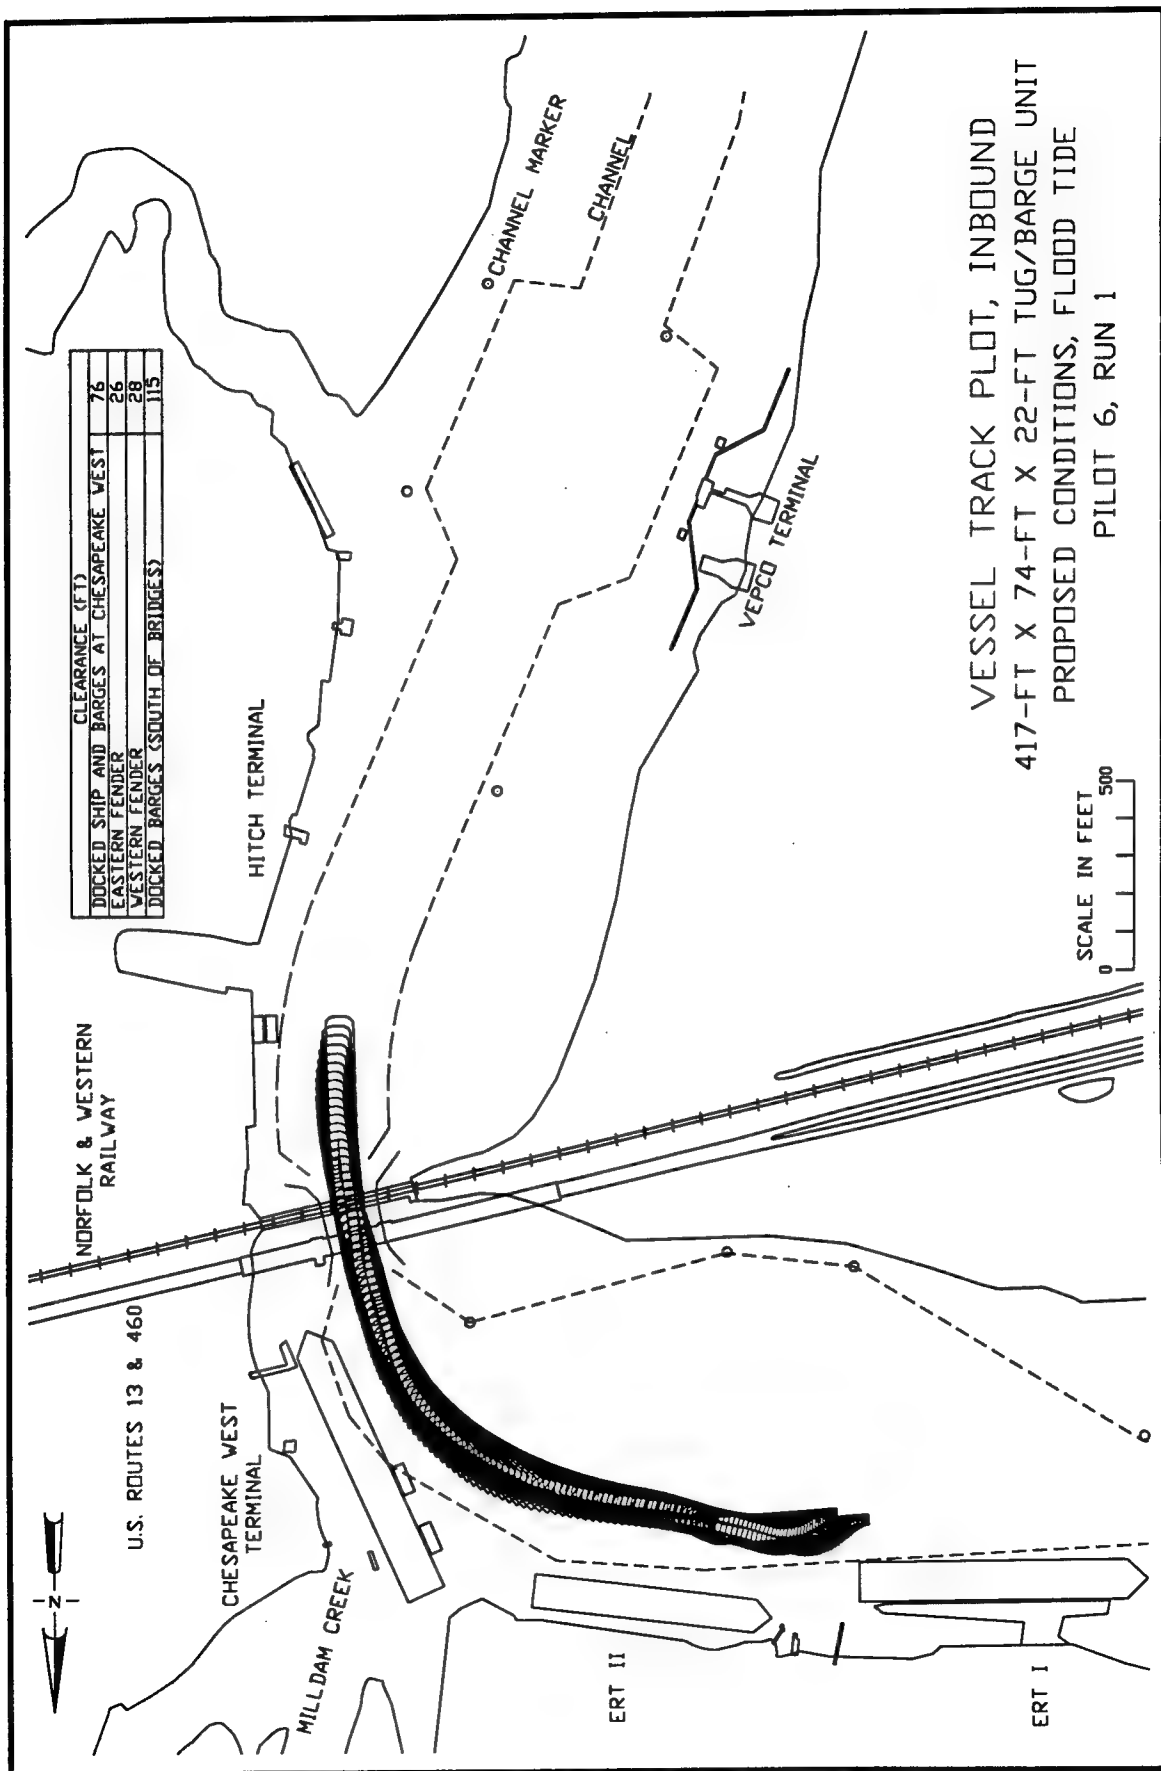 CLEARANCE (FT)
DOCKED SHIP AND BARGES AT CHESAPEAKE WEST 76
EASTERN FENDER 26
WESTERN FENDER 28
DOCKED BARGES (SOUTH OF BRIDGES) 115
N
U.S. ROUTES 13 & 460
NORFOLK & WESTERN
RAILWAY
HITCH TERMINAL
CHESAPEAKE WEST
TERMINAL
MILLDAM CREEK
CHANNEL MARKER
CHANNEL
VEPCO TERMINAL
ERT II
ERT I
SCALE IN FEET
0 500
VESSEL TRACK PLOT, INBOUND
417-FT X 74-FT X 22-FT TUG/BARGE UNIT
PROPOSED CONDITIONS, FLOOD TIDE
PILOT 6, RUN 1